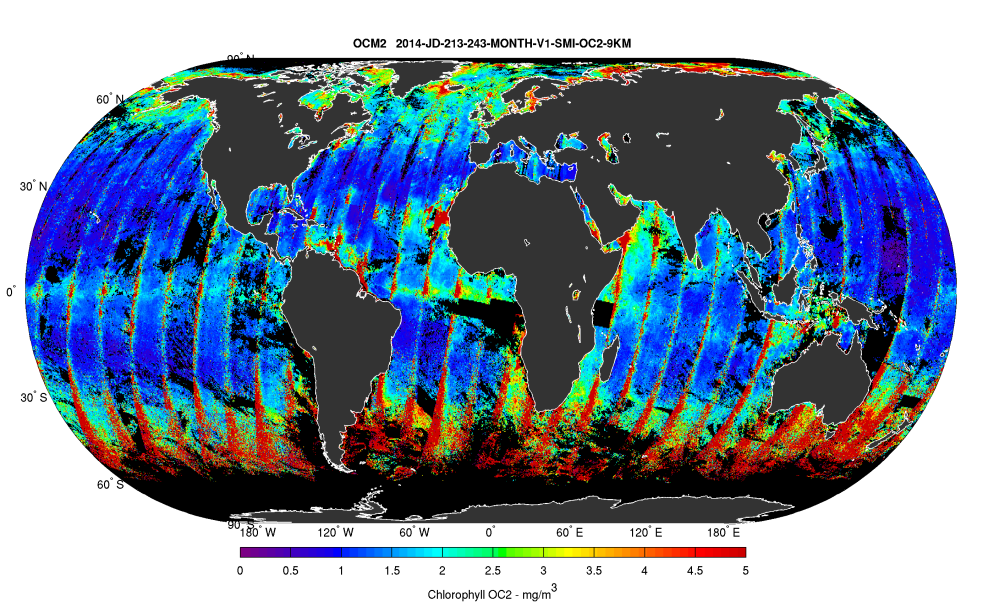 OCM2 2014-JD-213-243-MONTH-V1-SMI-OC2-9KM
90° N
60° N
30° N
0°
30° S
60° S
90° S
180° W 120° W 60° W 0° 60° E 120° E 180° E
0 0.5 1 1.5 2 2.5 3 3.5 4 4.5 5
Chlorophyll OC2 - mg/m³